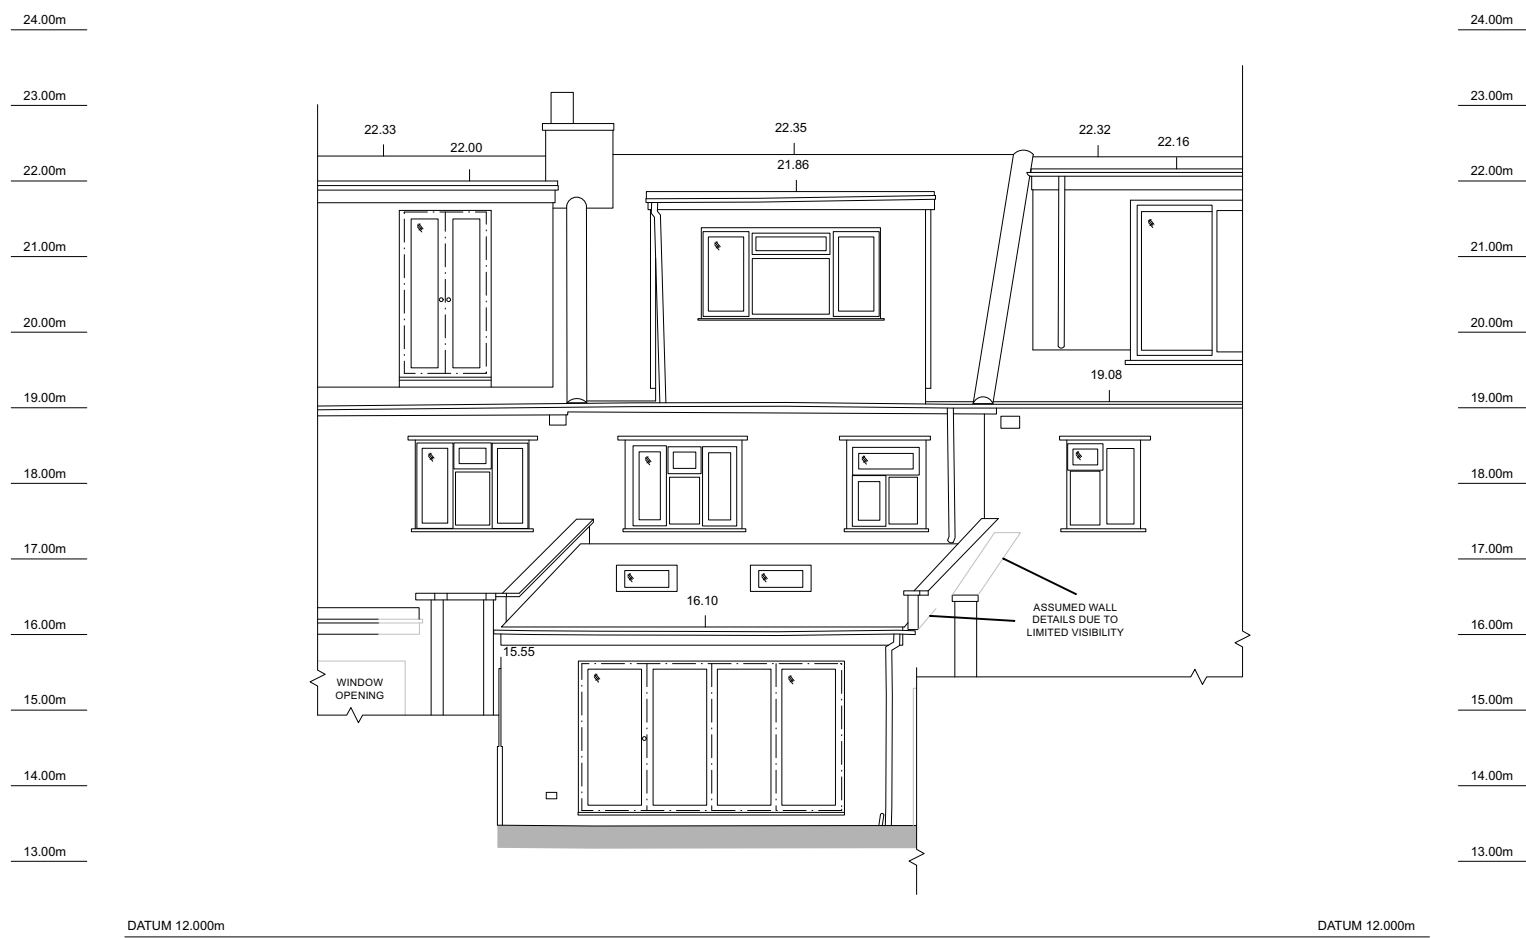 24.00m
24.00m
23.00m
23.00m
22.33
22.00
22.35
21.86
22.32
22.16
22.00m
22.00m
21.00m
21.00m
20.00m
20.00m
19.08
19.00m
19.00m
18.00m
18.00m
17.00m
17.00m
16.10
ASSUMED WALL
DETAILS DUE TO
LIMITED VISIBILITY
16.00m
16.00m
15.55
WINDOW
OPENING
15.00m
15.00m
14.00m
14.00m
13.00m
13.00m
DATUM 12.000m
DATUM 12.000m